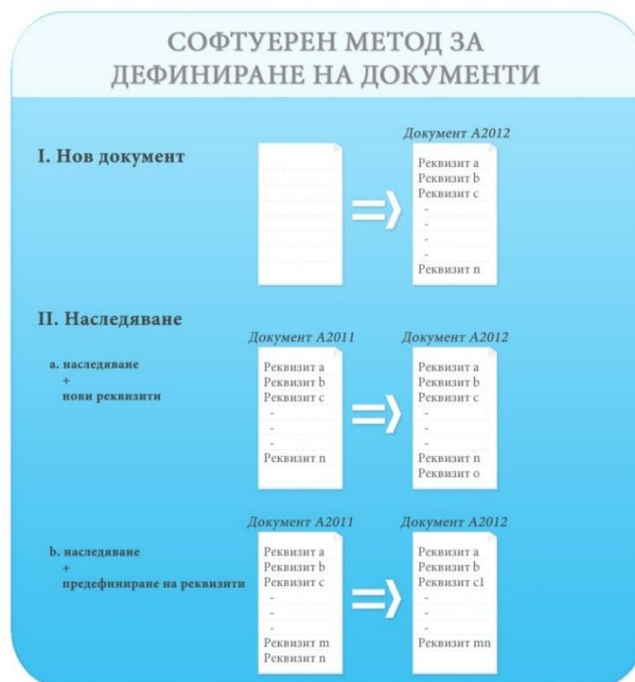 СОФТУЕРЕН МЕТОД ЗА
ДЕФИНИРАНЕ НА ДОКУМЕНТИ
I. Нов документ
Документ А2012
Реквизит a
Реквизит b
Реквизит c
-
-
-
-
Реквизит n
II. Наследяване
a. наследяване
+
нови реквизити
Документ А2011
Реквизит a
Реквизит b
Реквизит c
-
-
-
Реквизит n
Документ А2012
Реквизит a
Реквизит b
Реквизит c
-
-
-
Реквизит n
Реквизит o
b. наследяване
+
предефиниране на реквизити
Документ А2011
Реквизит a
Реквизит b
Реквизит c
-
-
-
Реквизит m
Реквизит n
Документ А2012
Реквизит a
Реквизит b
Реквизит c1
-
-
-
Реквизит mn